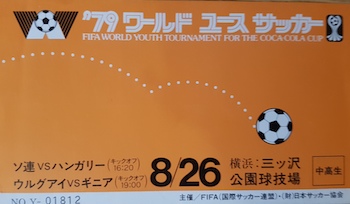 '79 ワールド ユース サッカー
FIFA WORLD YOUTH TOURNAMENT FOR THE COCA-COLA CUP
ソ連 VS ハンガリー (キックオフ 16:20)
ウルグアイ VS ギニア (キックオフ 19:00)
8/26
横浜：三ッ沢
公園球技場
中高生
NO.Y- 01812
主催／FIFA(国際サッカー連盟)・(財)日本サッカー協会